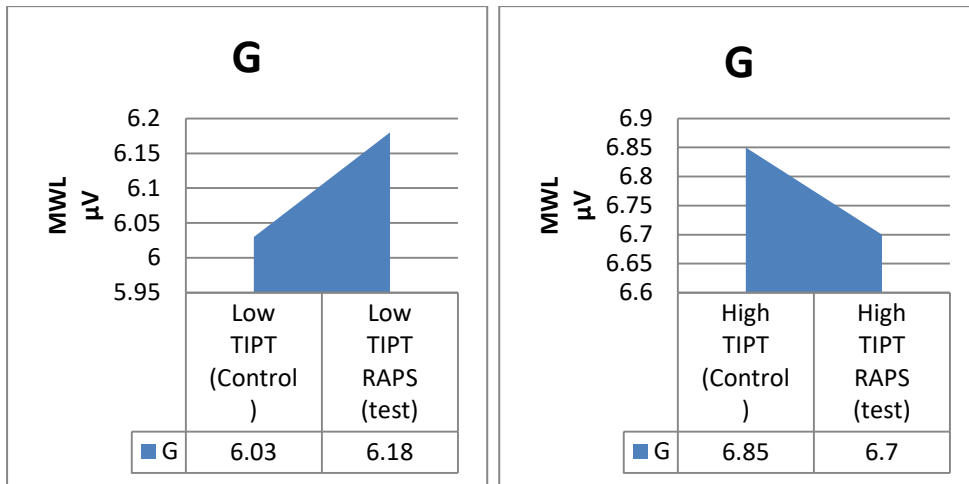 G
MWL
µV
6.2
6.15
6.1
6.05
6
5.95
Low
TIPT
(Control
)
Low
TIPT
RAPS
(test)
G 6.03 6.18
G
MWL
µV
6.9
6.85
6.8
6.75
6.7
6.65
6.6
High
TIPT
(Control
)
High
TIPT
RAPS
(test)
G 6.85 6.7